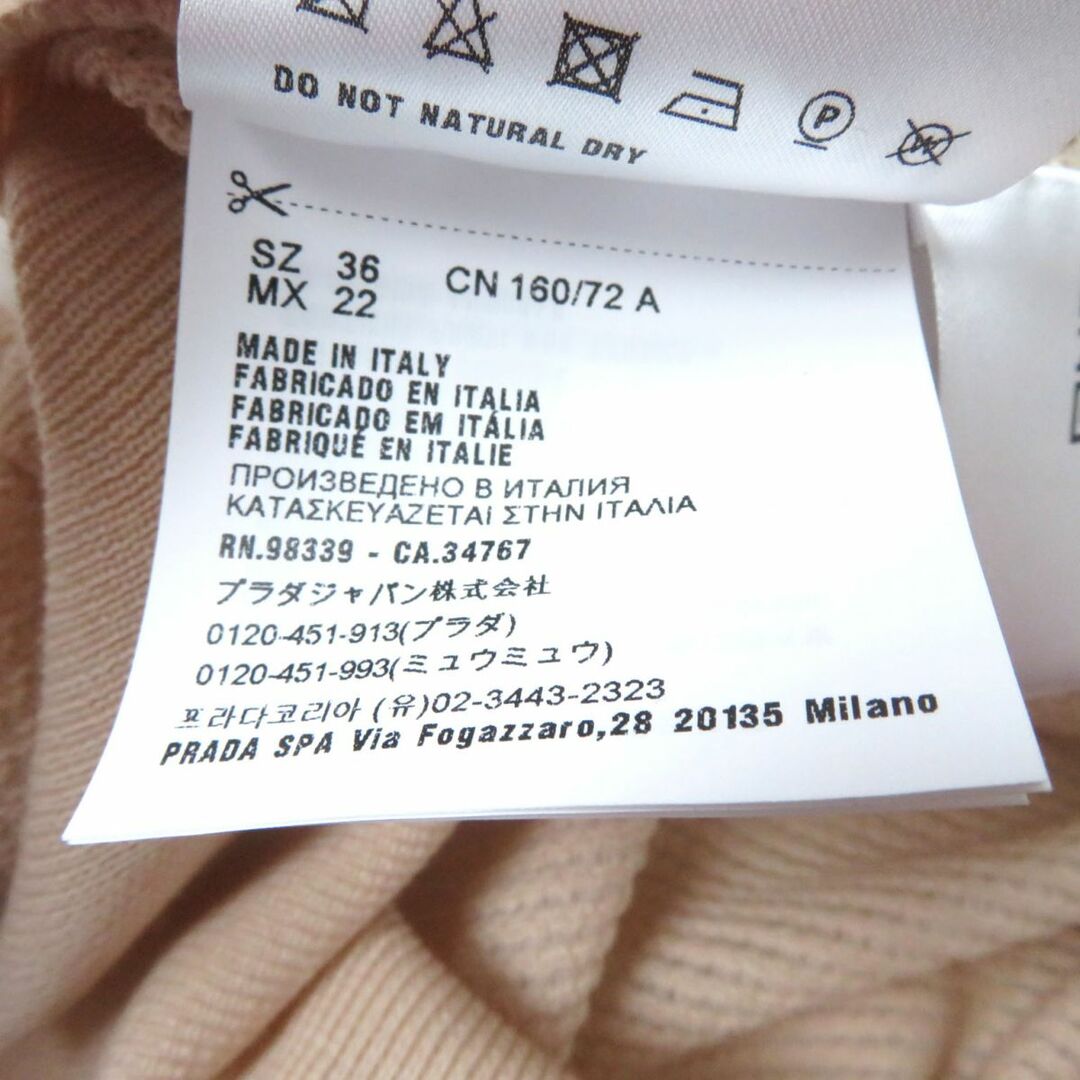 DO NOT NATURAL DRY
P
W
SZ 36 CN 160/72 A
MX 22
MADE IN ITALY
FABRICADO EN ITALIA
FABRICADO EM ITÁLIA
FABRIQUÉ EN ITALIE
ПРОИЗВЕДЕНО В ИТАЛИЯ
ΚΑΤΑΣΚΕΥΑΖΕΤΑΙ ΣΤΗΝ ΙΤΑΛΙΑ
RN.98339 - CA.34767
プラダジャパン株式会社
0120-451-913(プラダ)
0120-451-993(ミュウミュウ)
프라다코리아 (유)02-3443-2323
PRADA SPA Via Fogazzaro,28 20135 Milano